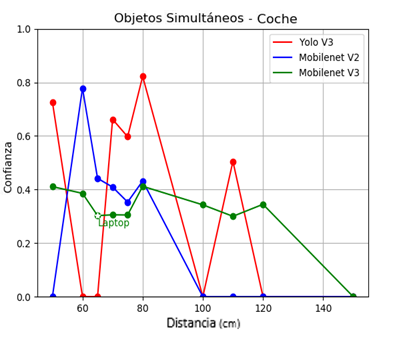 Objetos Simultáneos - Coche
Yolo V3
Mobilenet V2
Mobilenet V3
1.0
0.8
0.6
0.4
0.2
0.0
Confianza
Laptop
60
80
100
120
140
Distancia (cm)